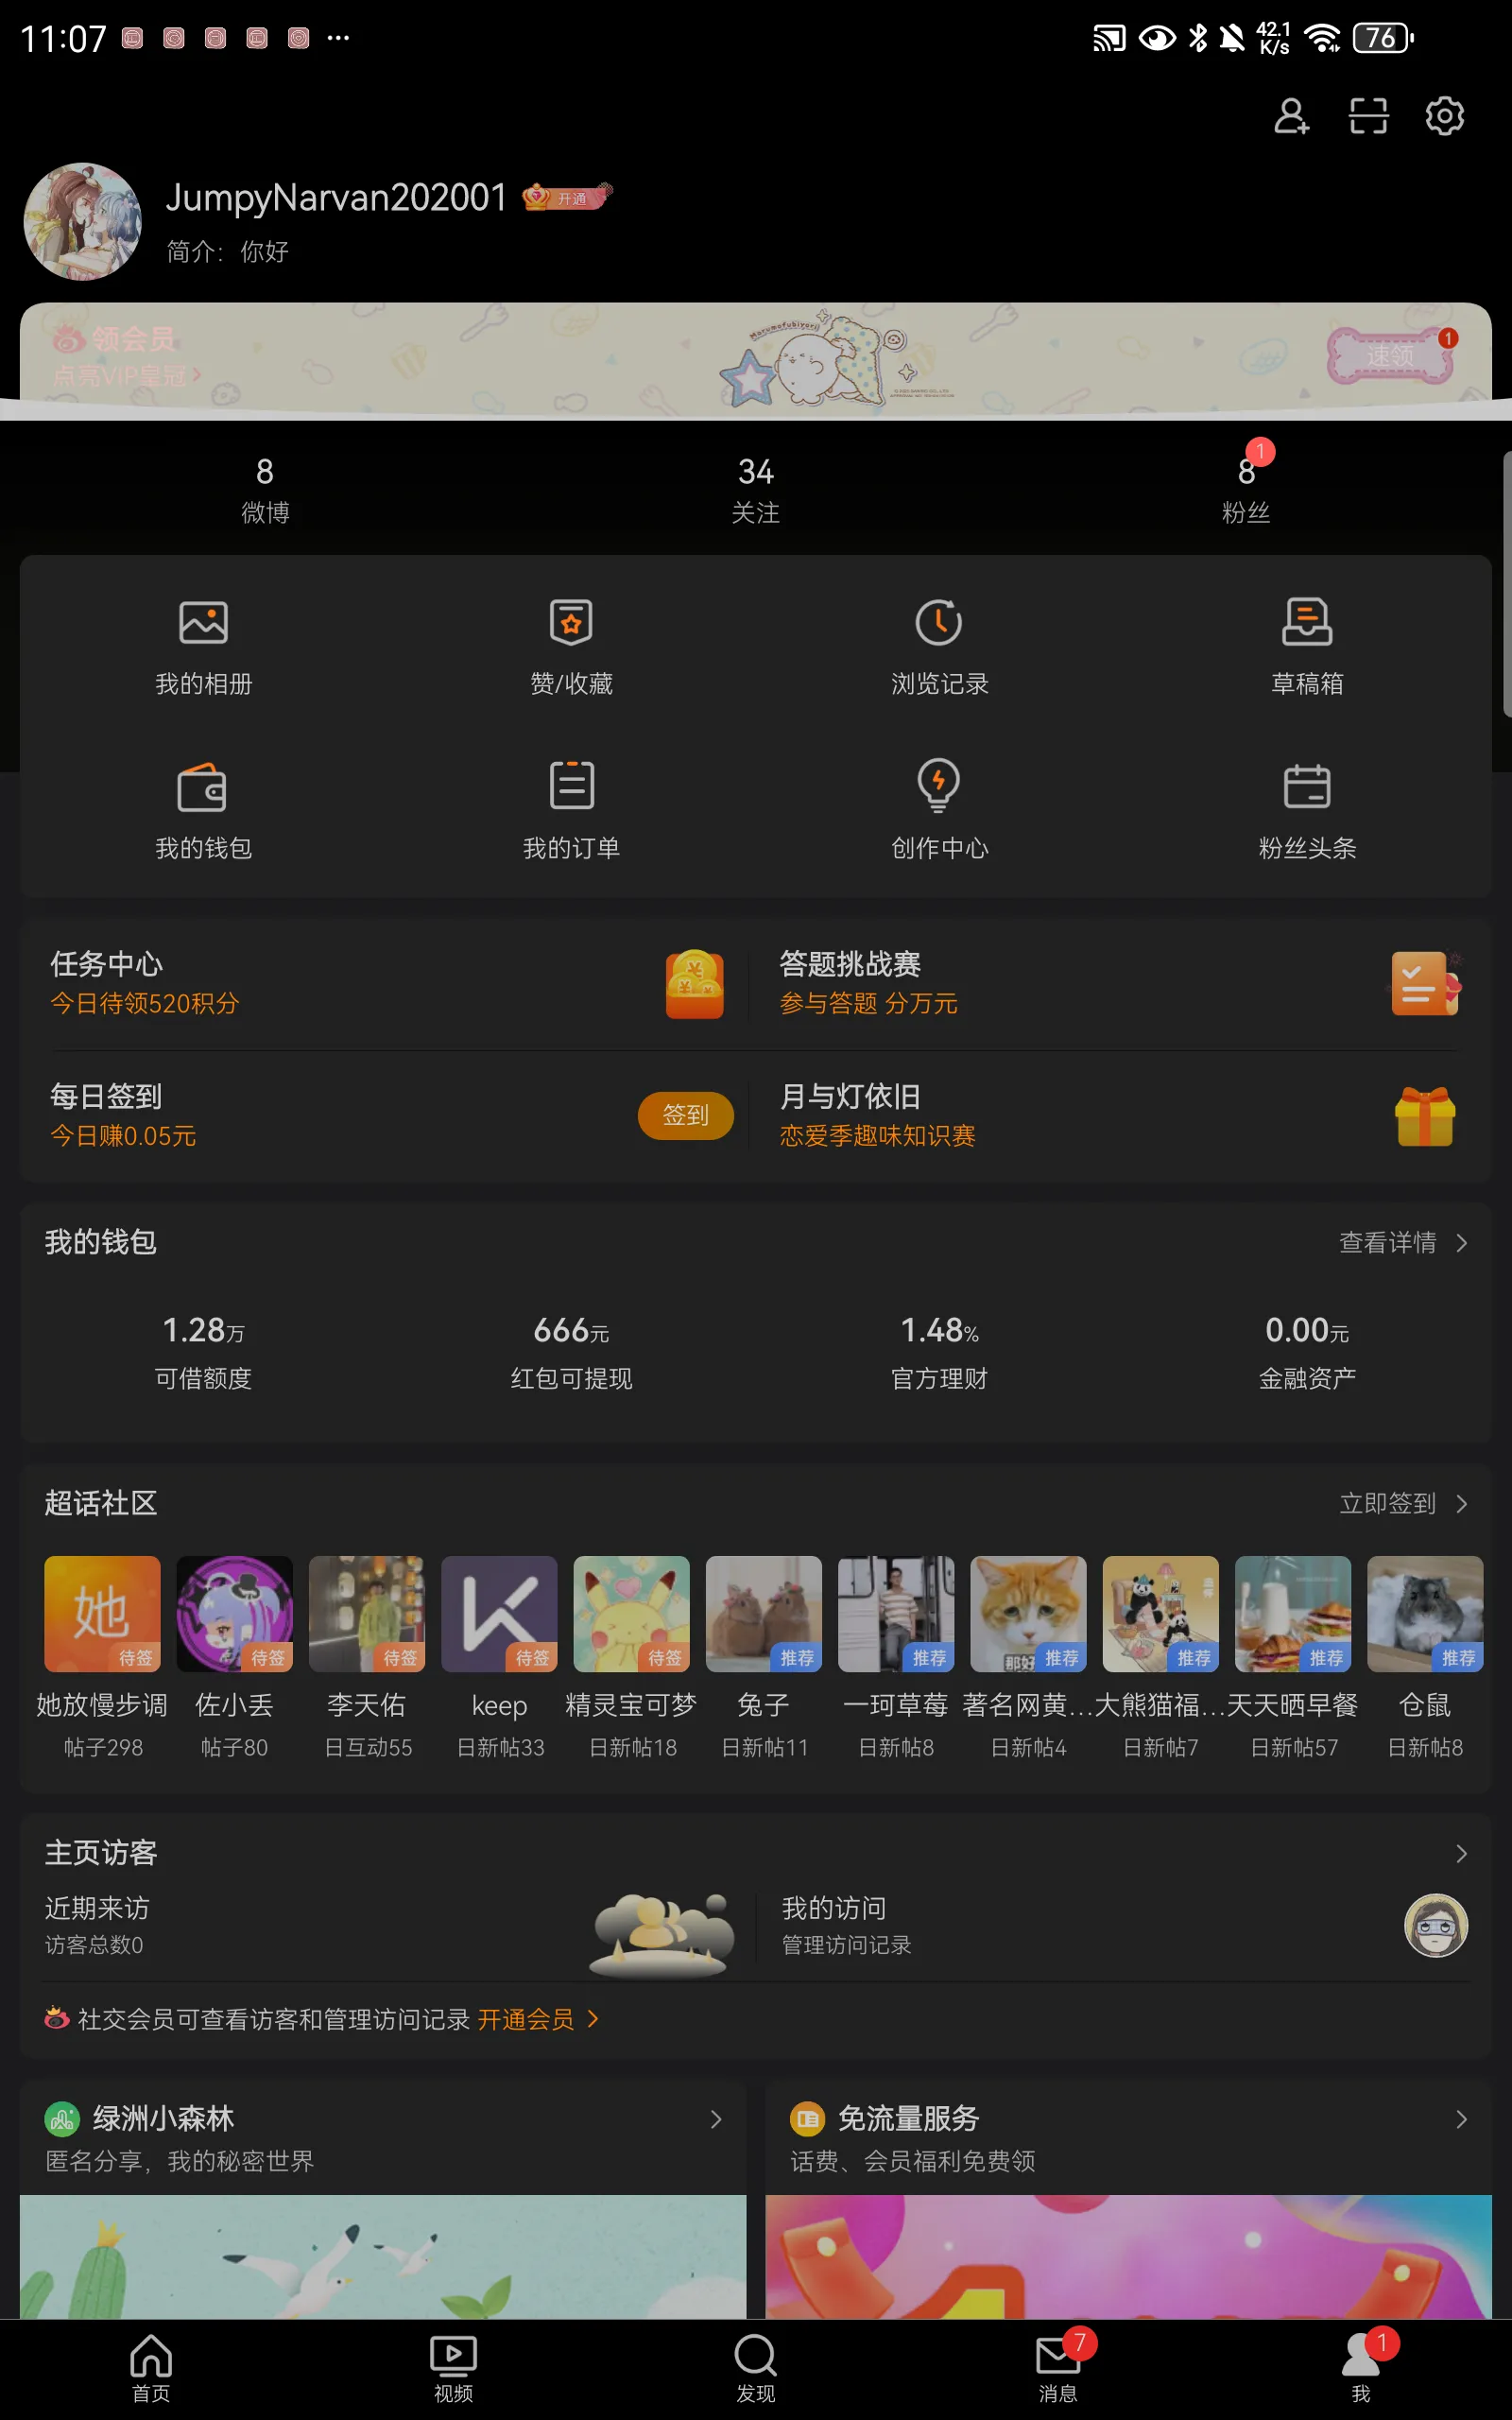 11:07
42.1
K/s
76
JumpyNarvan202001
开通
简介：你好
领会员
点亮VIP皇冠
Marumofubiyori
速领
1
8
微博
34
关注
8
1
粉丝
我的相册
赞/收藏
浏览记录
草稿箱
我的钱包
我的订单
创作中心
粉丝头条
任务中心
今日待领520积分
答题挑战赛
参与答题 分万元
每日签到
今日赚0.05元
签到
月与灯依旧
恋爱季趣味知识赛
我的钱包
查看详情
1.28万
可借额度
666元
红包可提现
1.48%
官方理财
0.00元
金融资产
超话社区
立即签到
她
待签
待签
待签
待签
待签
推荐
推荐
那好
推荐
推荐
推荐
推荐
她放慢步调
佐小丢
李天佑
keep
精灵宝可梦
兔子
一珂草莓
著名网黄...
大熊猫福...
天天晒早餐
仓鼠
帖子298
帖子80
日互动55
日新帖33
日新帖18
日新帖11
日新帖8
日新帖4
日新帖7
日新帖57
日新帖8
主页访客
近期来访
访客总数0
我的访问
管理访问记录
社交会员可查看访客和管理访问记录 开通会员
绿洲小森林
匿名分享，我的秘密世界
免流量服务
话费、会员福利免费领
首页
视频
发现
7
消息
1
我